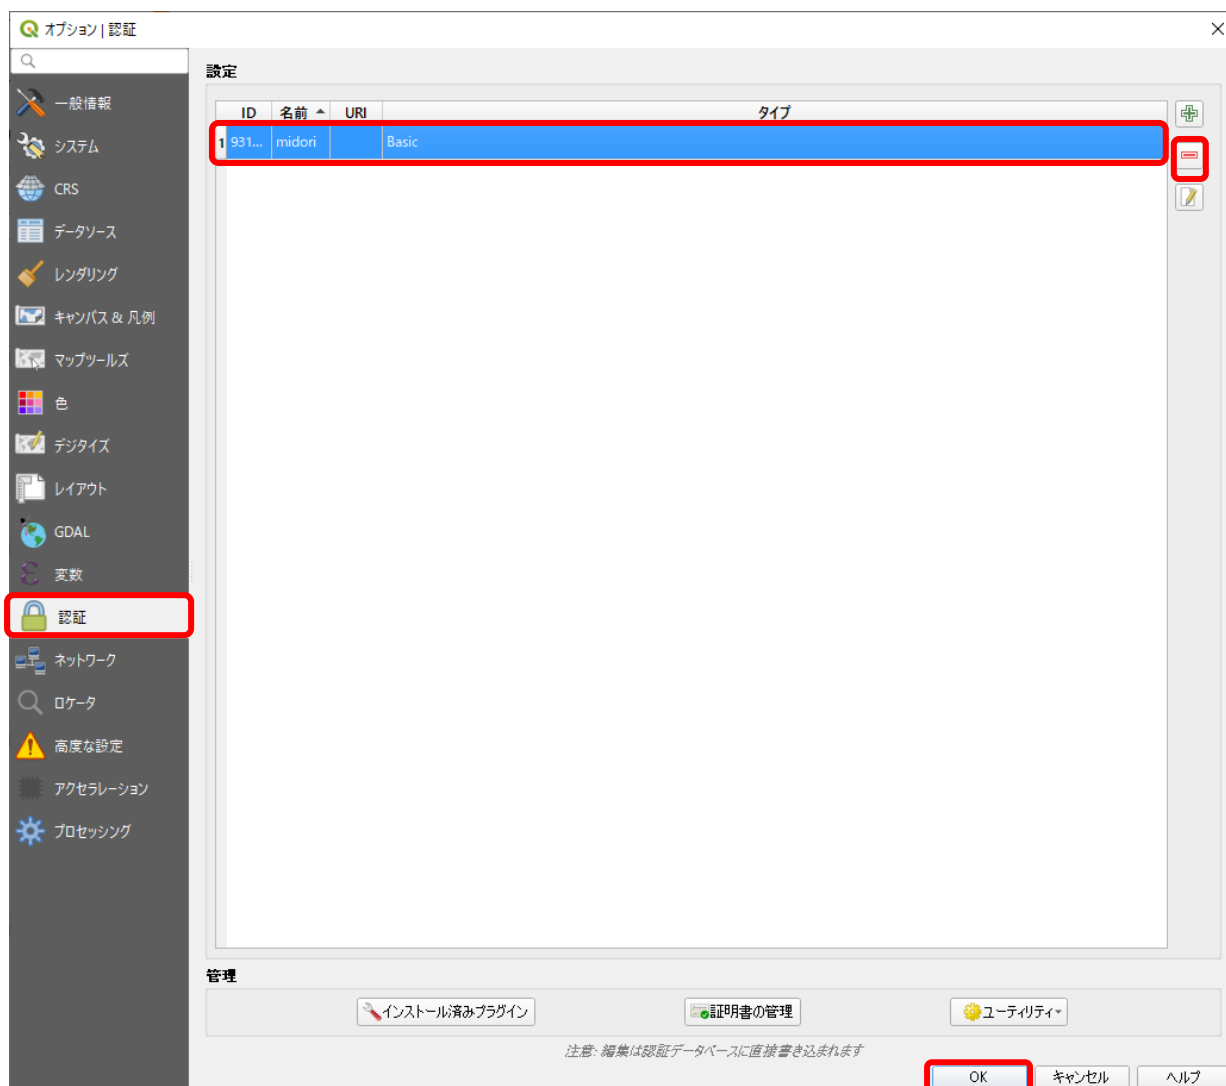 オプション | 認証
設定
一般情報
システム
CRS
データソース
レンダリング
キャンバス & 凡例
マップツールズ
色
デジタイズ
レイアウト
GDAL
変数
認証
ネットワーク
ロケータ
高度な設定
アクセラレーション
プロセッシング
ID 名前 URI タイプ
1 931... midori Basic
管理
インストール済みプラグイン 証明書の管理 ユーティリティ
注意: 編集は認証データベースに直接書き込まれます
OK キャンセル ヘルプ